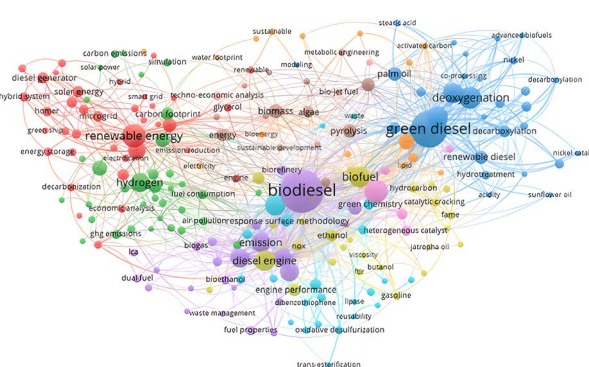 stearic acid
sustainable
advanced biofuels
activated carbon
carbon emissions
metabolic engineering
water footprint
simulation
nickel
solar power
modeling
renewable
palm oil
co-processing
diesel generator
hybrid
bio-jet fuel
decarbonylation
solar energy
hybrid system
smart grid
techno-economic analysis
deoxygenation
glycerol
homer
biomass
algae
microgrid
carbon footprint
waste
green ship
renewable energy
energy
bioenergy
pyrolysis
green diesel
decarboxylation
energy storage
emission reduction
sustainable development
electrification
renewable diesel
nickel catal
electricity
lipid
biorefinery
hydrotreatment
engine
biofuel
decarbonization
hydrogen
biodiesel
hydrocarbon
fuel consumption
acidity
sunflower oil
green chemistry
catalytic cracking
economic analysis
fame
air pollution
response surface methodology
heterogeneous catalyst
ghg emissions
ethanol
emission
biogas
nox
jatropha oil
lca
viscosity
diesel engine
butanol
ftir
dual fuel
bioethanol
engine performance
gasoline
dibenzothiophene
lipase
waste management
reusability
fuel properties
oxidative desulfurization
trans-esterification